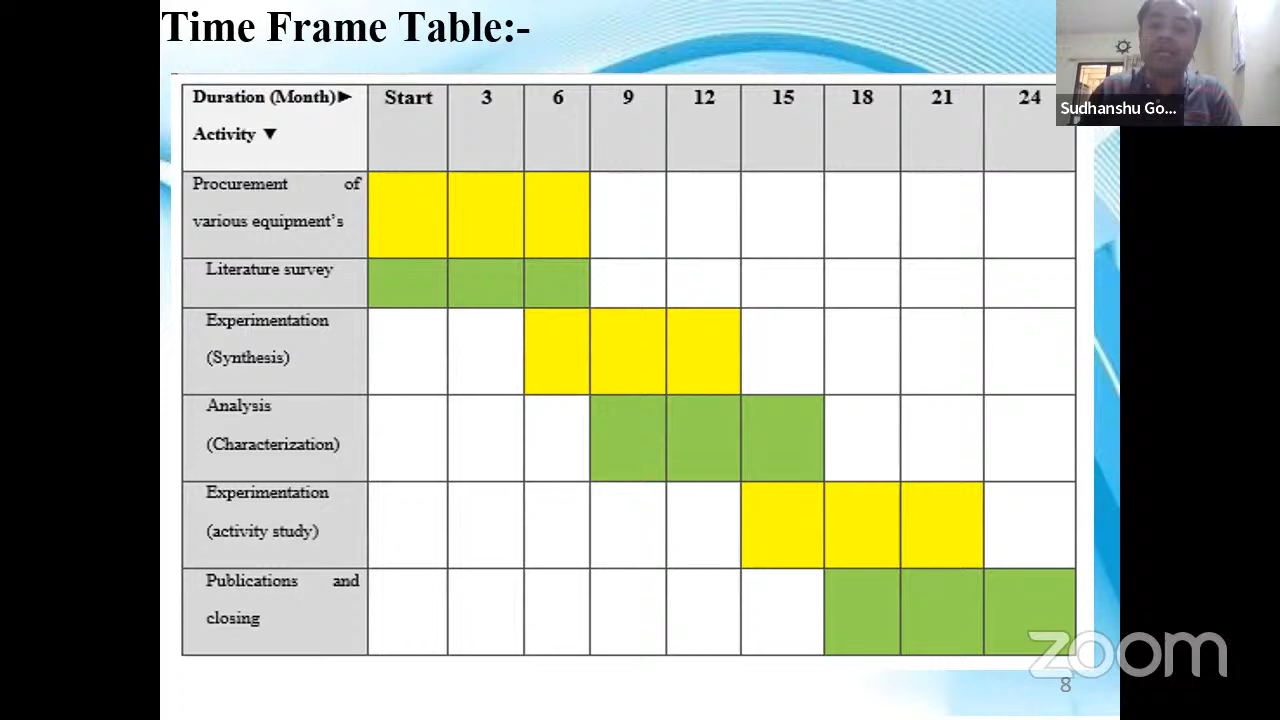 Time Frame Table:-
Sudhanshu Go...
Duration (Month)► Start 3 6 9 12 15 18 21 24
Activity ▼
Procurement of
various equipment's
Literature survey
Experimentation
(Synthesis)
Analysis
(Characterization)
Experimentation
(activity study)
Publications and
closing
zoom
8